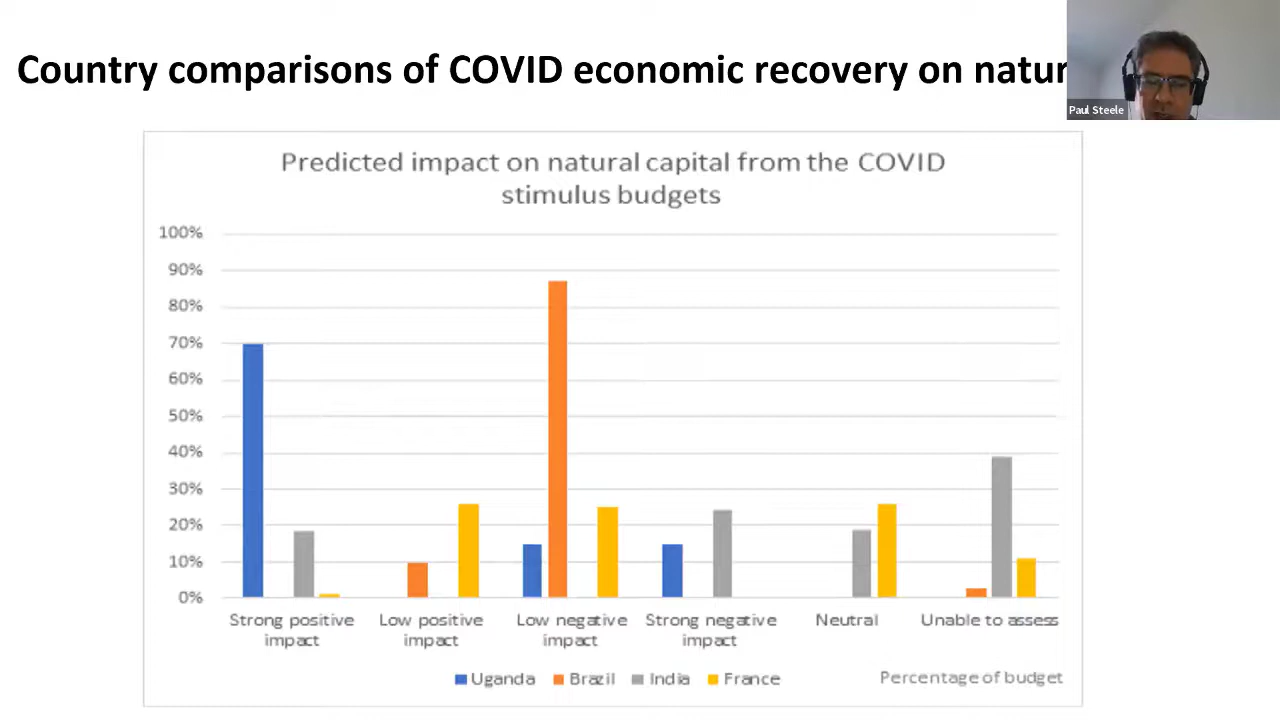 Country comparisons of COVID economic recovery on natur
Paul Steele
Predicted impact on natural capital from the COVID
stimulus budgets
100%
90%
80%
70%
60%
50%
40%
30%
20%
10%
0%
Strong positive
impact
Low positive
impact
Low negative
impact
Strong negative
impact
Neutral
Unable to assess
Uganda
Brazil
India
France
Percentage of budget